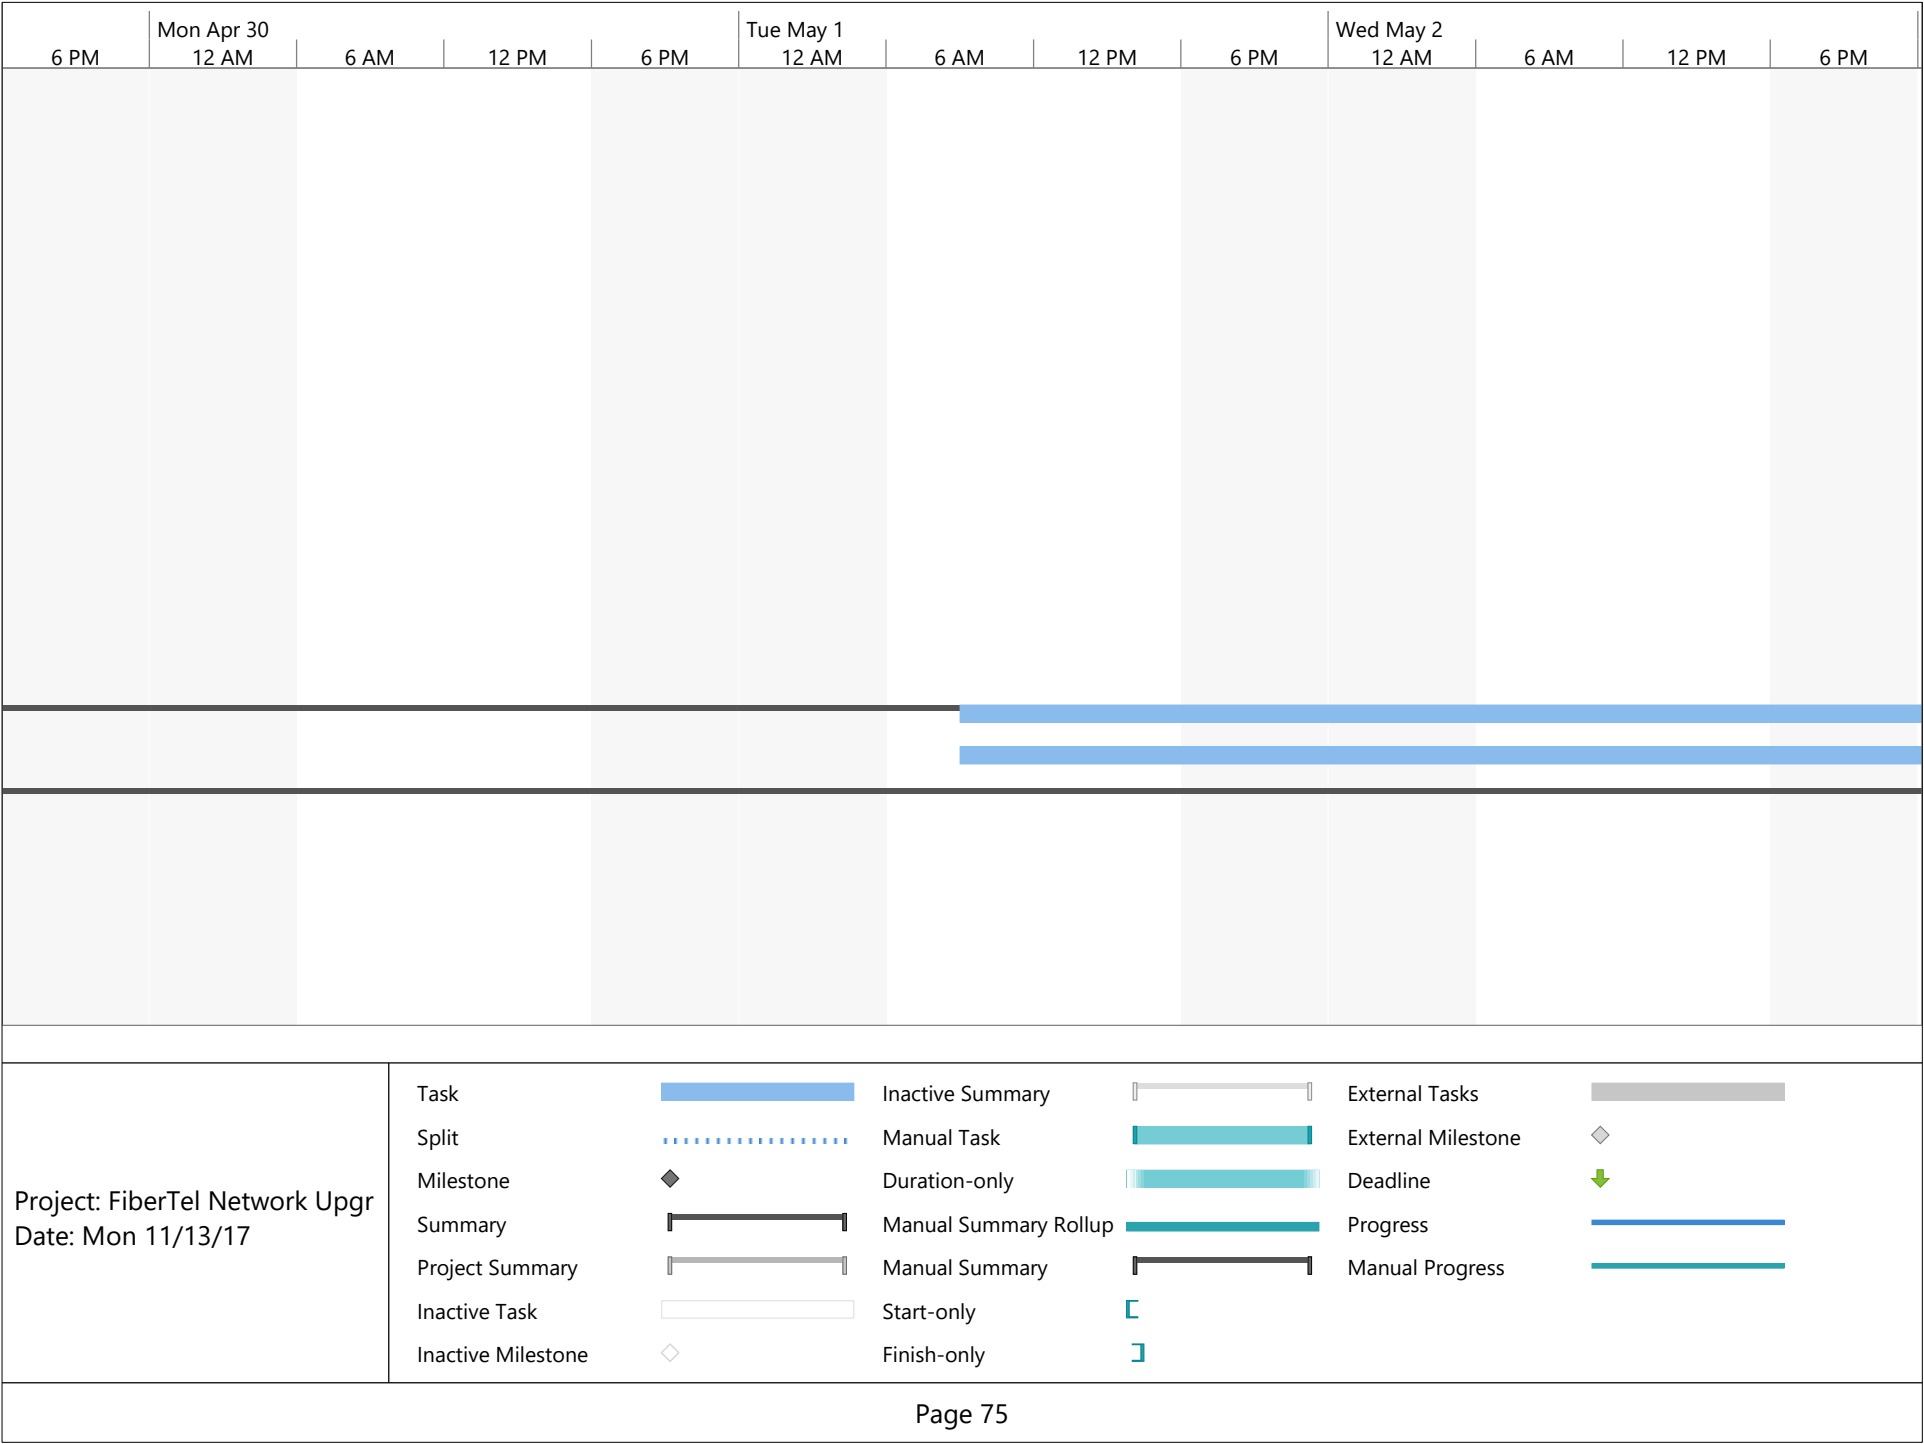 Mon Apr 30 Tue May 1 Wed May 2
6 PM 12 AM 6 AM 12 PM 6 PM 12 AM 6 AM 12 PM 6 PM 12 AM 6 AM 12 PM 6 PM
Project: FiberTel Network Upgr
Date: Mon 11/13/17
Task
Split
Milestone
Summary
Project Summary
Inactive Task
Inactive Milestone
Inactive Summary
Manual Task
Duration-only
Manual Summary Rollup
Manual Summary
Start-only
Finish-only
External Tasks
External Milestone
Deadline
Progress
Manual Progress
Page 75